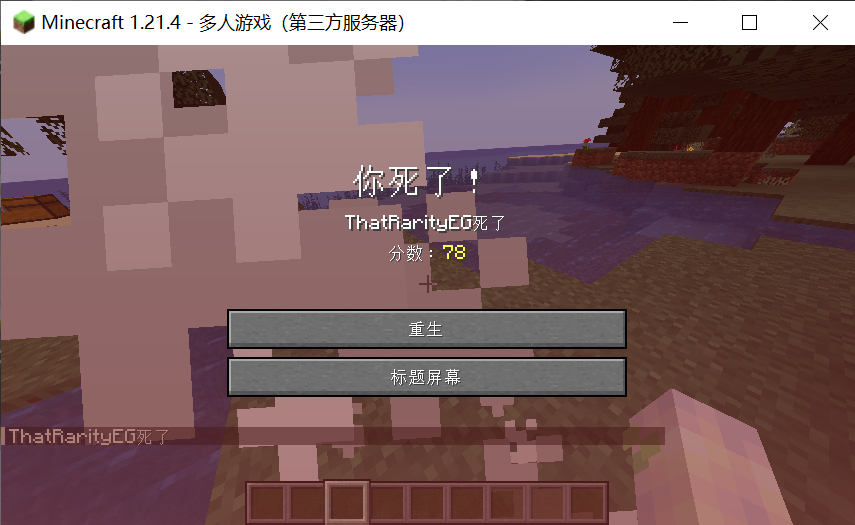 Minecraft 1.21.4 - 多人游戏（第三方服务器）
你死了！
ThatRarityEG死了
分数：78
重生
标题屏幕
ThatRarityEG死了